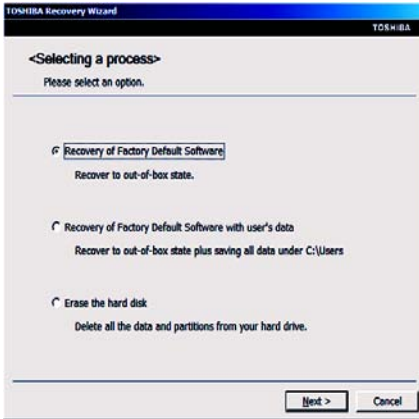 TOSHIBA Recovery Wizard
TOSHIBA
<Selecting a process>
Please select an option.
Recovery of Factory Default Software
Recover to out-of-box state.
Recovery of Factory Default Software with user's data
Recover to out-of-box state plus saving all data under C:\Users
Erase the hard disk
Delete all the data and partitions from your hard drive.
Next > Cancel